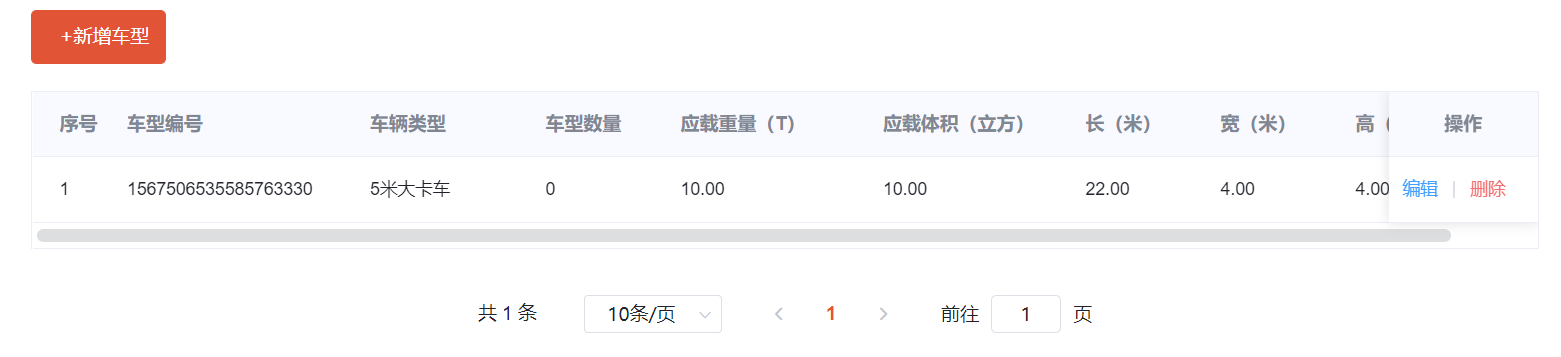 +新增车型
序号 车型编号 车辆类型 车型数量 应载重量（T） 应载体积（立方） 长（米） 宽（米） 高（ 操作
1 1567506535585763330 5米大卡车 0 10.00 10.00 22.00 4.00 4.00 编辑 | 删除
共 1 条 10条/页 1 前往 1 页